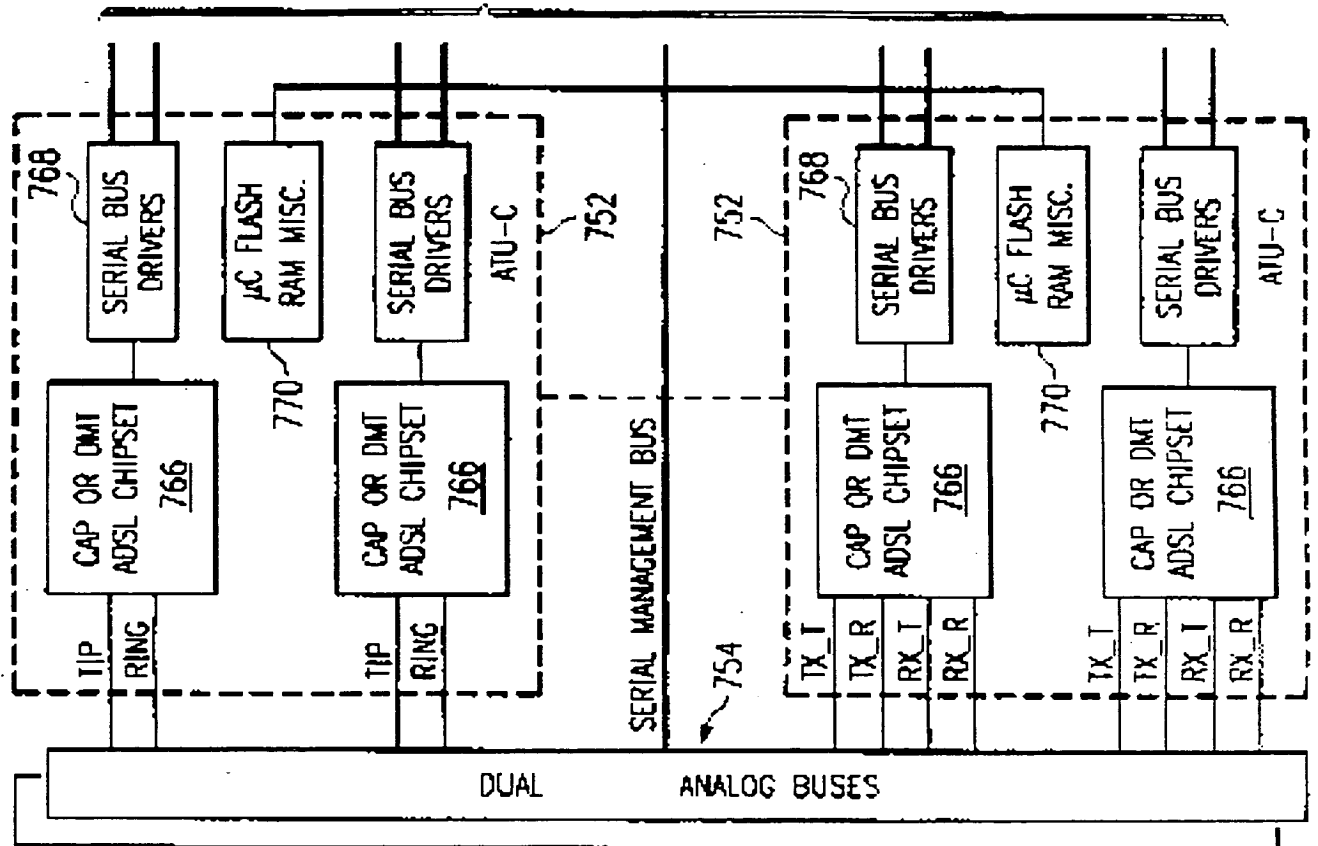 768
SERIAL BUS
DRIVERS
µC FLASH
RAM MISC.
770
SERIAL BUS
DRIVERS
ATU-C
752
CAP OR DMT
ADSL CHIPSET
766
CAP OR DMT
ADSL CHIPSET
766
TIP
RING
TIP
RING
SERIAL MANAGEMENT BUS
754
752
768
SERIAL BUS
DRIVERS
µC FLASH
RAM MISC.
770
SERIAL BUS
DRIVERS
ATU-C
CAP OR DMT
ADSL CHIPSET
766
CAP OR DMT
ADSL CHIPSET
766
TX_T
TX_R
RX_T
RX_R
TX_T
TX_R
RX_T
RX_R
DUAL ANALOG BUSES